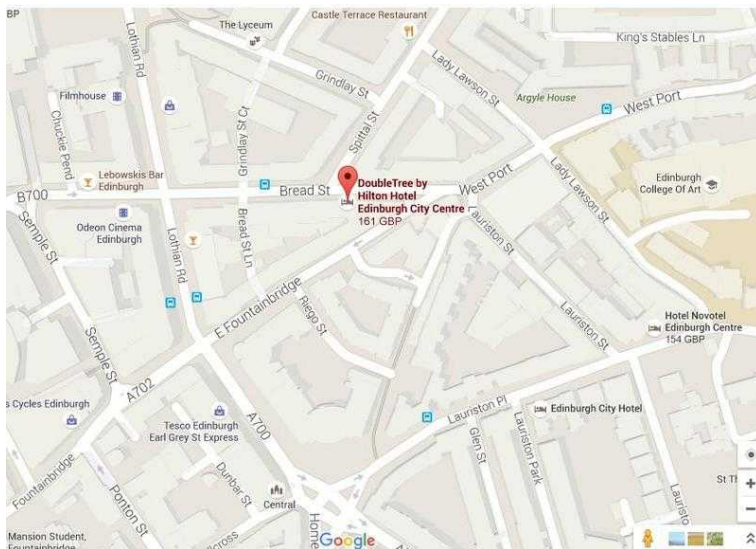 BP
The Lyceum
Castle Terrace Restaurant
King's Stables Ln
Lothian Rd
Grindlay St
Lady Lawson St
Argyle House
West Port
Filmhouse
Chuckie Pend
Grindlay St Ct
Spittal St
Lebowskis Bar
Edinburgh
B700
Bread St
DoubleTree by
Hilton Hotel
Edinburgh City Centre
161 GBP
West Port
Lady Lawson St
Edinburgh
College Of Art
Semple St
Odeon Cinema
Edinburgh
Lothian Rd
Bread St Ln
Lauriston St
E Fountainbridge
Riego St
Lauriston St
Hotel Novotel
Edinburgh Centre
154 GBP
Semple St
A702
s Cycles Edinburgh
Tesco Edinburgh
Earl Grey St Express
A700
Lauriston Pl
Edinburgh City Hotel
Fountainbridge
Ponton St
Dunbar St
Central
Glen St
Lauriston Park
Lauriston
St Th
Home
Mansion Student,
Fountainbridge
Google